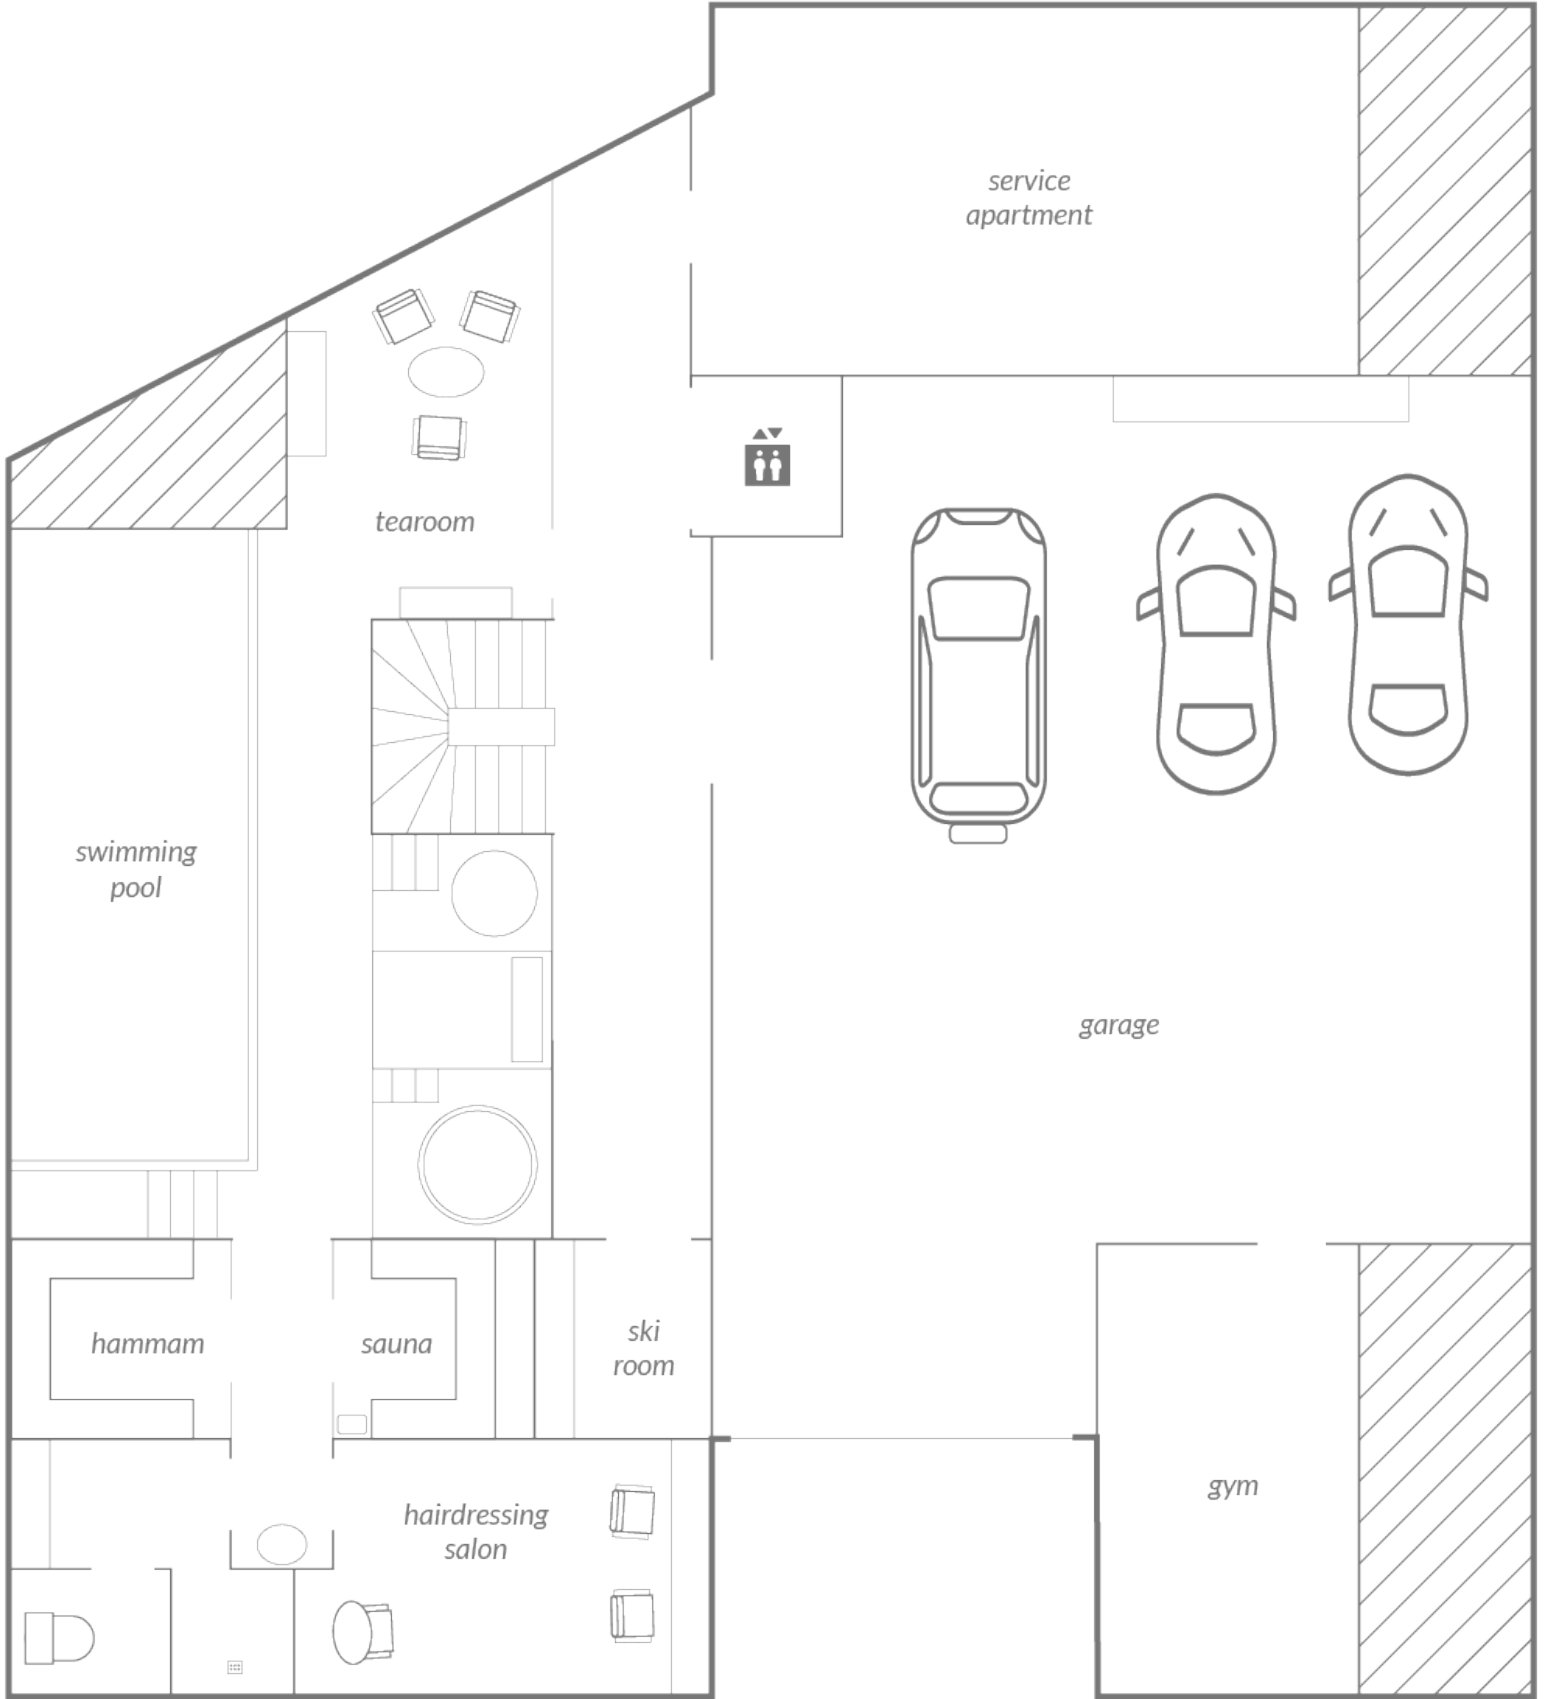 service
apartment
tearoom
swimming
pool
garage
hammam
sauna
ski
room
hairdressing
salon
gym